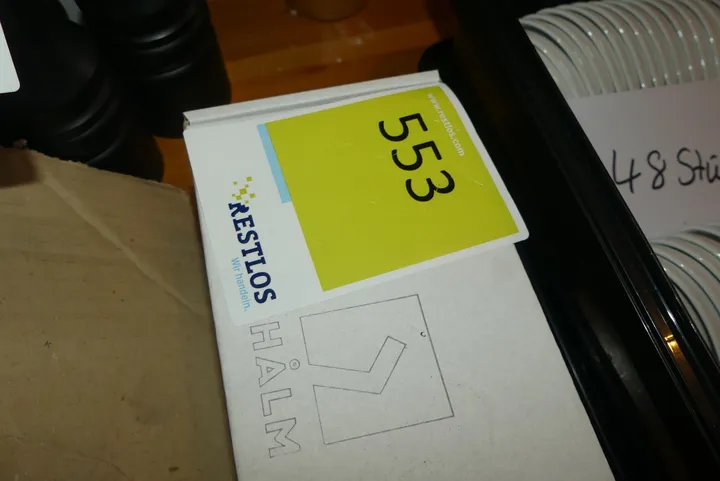 www.restlos.com
553
RESTLOS
Wir handeln.
HÅLM
48 Stü